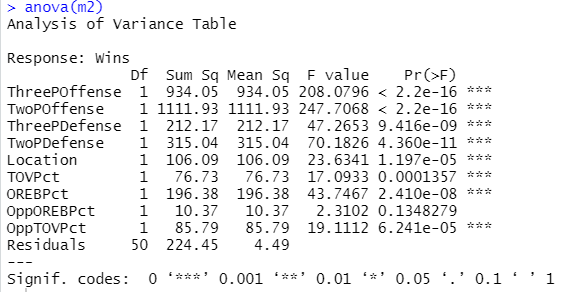 > anova(m2)
Analysis of Variance Table

Response: Wins
              Df  Sum Sq Mean Sq  F value    Pr(>F)
ThreePOffense  1  934.05  934.05 208.0796 < 2.2e-16 ***
TwoPOffense    1 1111.93 1111.93 247.7068 < 2.2e-16 ***
ThreePDefense  1  212.17  212.17  47.2653 9.416e-09 ***
TwoPDefense    1  315.04  315.04  70.1826 4.360e-11 ***
Location       1  106.09  106.09  23.6341 1.197e-05 ***
TOVPct         1   76.73   76.73  17.0933 0.0001357 ***
OREBPct        1  196.38  196.38  43.7467 2.410e-08 ***
OppOREBPct     1   10.37   10.37   2.3102 0.1348279
OppTOVPct      1   85.79   85.79  19.1112 6.241e-05 ***
Residuals     50  224.45    4.49
---
Signif. codes:  0 ‘***’ 0.001 ‘**’ 0.01 ‘*’ 0.05 ‘.’ 0.1 ‘ ’ 1